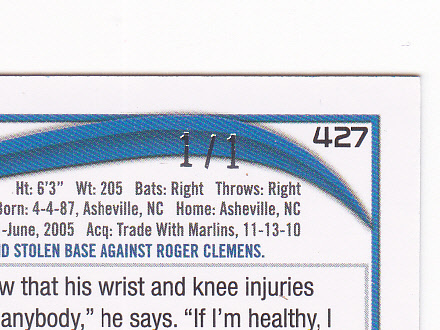 427
1/1
Ht: 6'3" Wt: 205 Bats: Right Throws: Right
Born: 4-4-87, Asheville, NC Home: Asheville, NC
-June, 2005 Acq: Trade With Marlins, 11-13-10
D STOLEN BASE AGAINST ROGER CLEMENS.
w that his wrist and knee injuries
anybody," he says. "If I'm healthy, I